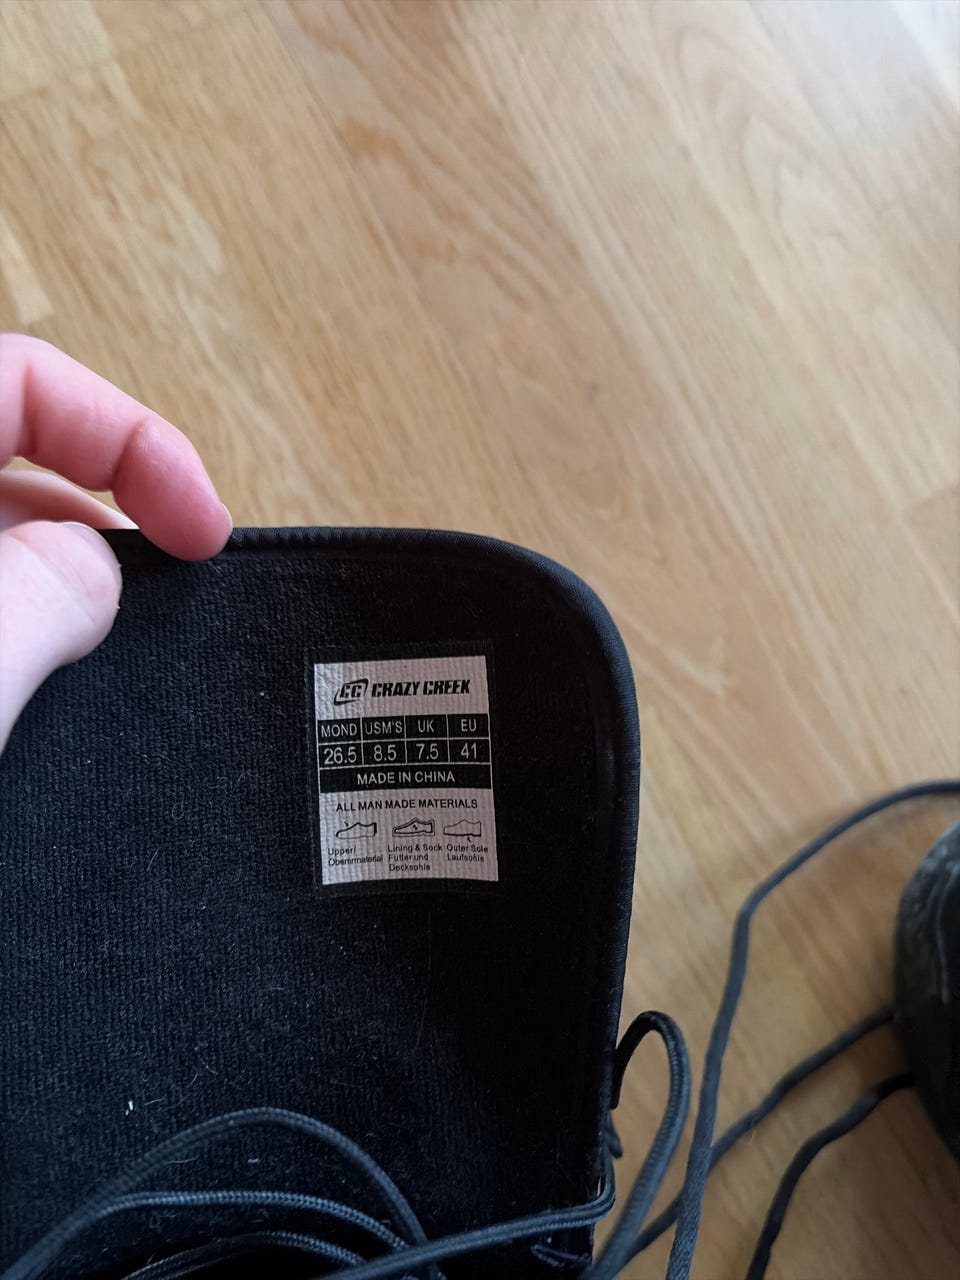 CC CRAZY CREEK
MOND USM'S UK EU
26.5 8.5 7.5 41
MADE IN CHINA
ALL MAN MADE MATERIALS
Upper/ Lining & Sock Outer Sole
Obermrmaterial Futter und Laufsohle
Decksohle